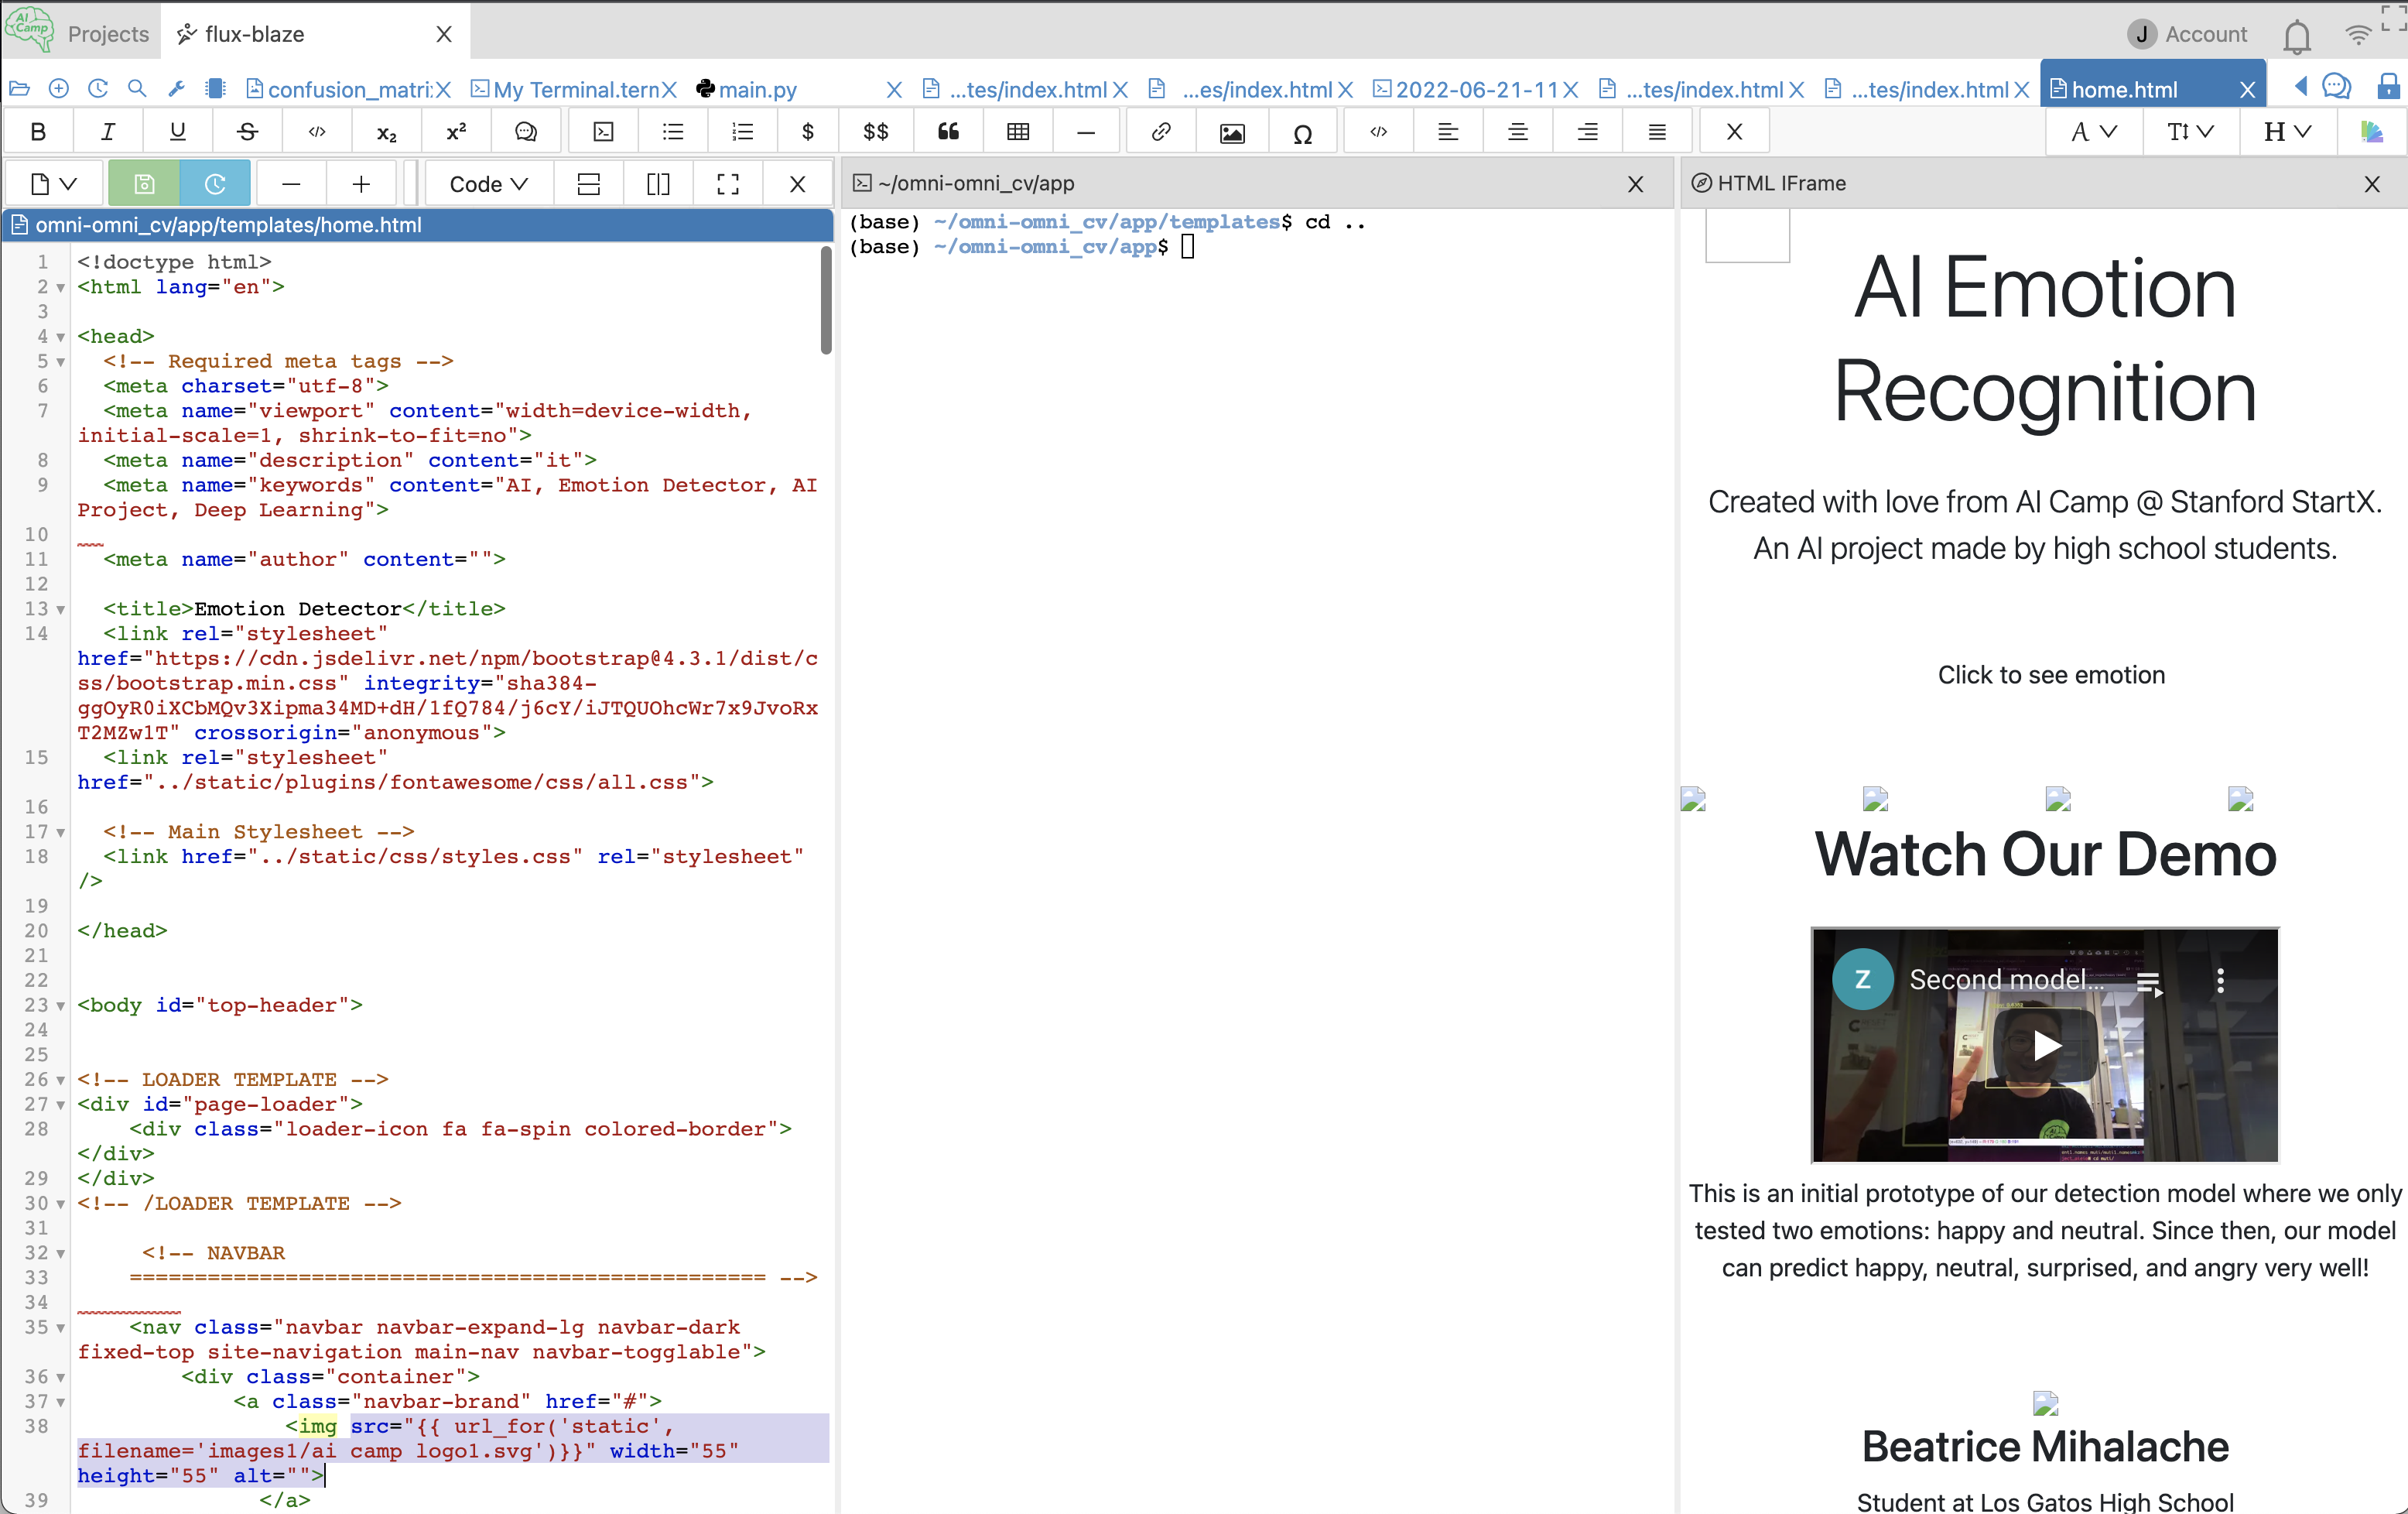 AI Camp
Projects
flux-blaze
J Account
confusion_matri
My Terminal.tern
main.py
...tes/index.html
...es/index.html
2022-06-21-11
...tes/index.html
...tes/index.html
home.html
B I U S </> x₂ x² $ $$ Ω </> A T H
Code
~/omni-omni_cv/app
HTML IFrame
omni-omni_cv/app/templates/home.html
1 <!doctype html>
2 <html lang="en">
3
4 <head>
5 <!-- Required meta tags -->
6 <meta charset="utf-8">
7 <meta name="viewport" content="width=device-width,
initial-scale=1, shrink-to-fit=no">
8 <meta name="description" content="it">
9 <meta name="keywords" content="AI, Emotion Detector, AI
Project, Deep Learning">
10
11 <meta name="author" content="">
12
13 <title>Emotion Detector</title>
14 <link rel="stylesheet"
href="https://cdn.jsdelivr.net/npm/bootstrap@4.3.1/dist/c
ss/bootstrap.min.css" integrity="sha384-
ggOyR0iXCbMQv3Xipma34MD+dH/1fQ784/j6cY/iJTQUOhcWr7x9JvoRx
T2MZw1T" crossorigin="anonymous">
15 <link rel="stylesheet"
href="../static/plugins/fontawesome/css/all.css">
16
17 <!-- Main Stylesheet -->
18 <link href="../static/css/styles.css" rel="stylesheet"
/>
19
20 </head>
21
22
23 <body id="top-header">
24
25
26 <!-- LOADER TEMPLATE -->
27 <div id="page-loader">
28 <div class="loader-icon fa fa-spin colored-border">
</div>
29 </div>
30 <!-- /LOADER TEMPLATE -->
31
32 <!-- NAVBAR
33 ================================================= -->
34
35 <nav class="navbar navbar-expand-lg navbar-dark
fixed-top site-navigation main-nav navbar-togglable">
36 <div class="container">
37 <a class="navbar-brand" href="#">
38 <img src="{{ url_for('static',
filename='images1/ai camp logo1.svg')}}" width="55"
height="55" alt="">
39 </a>
(base) ~/omni-omni_cv/app/templates$ cd ..
(base) ~/omni-omni_cv/app$
AI Emotion
Recognition
Created with love from AI Camp @ Stanford StartX.
An AI project made by high school students.
Click to see emotion
Watch Our Demo
Z Second model...
This is an initial prototype of our detection model where we only
tested two emotions: happy and neutral. Since then, our model
can predict happy, neutral, surprised, and angry very well!
Beatrice Mihalache
Student at Los Gatos High School